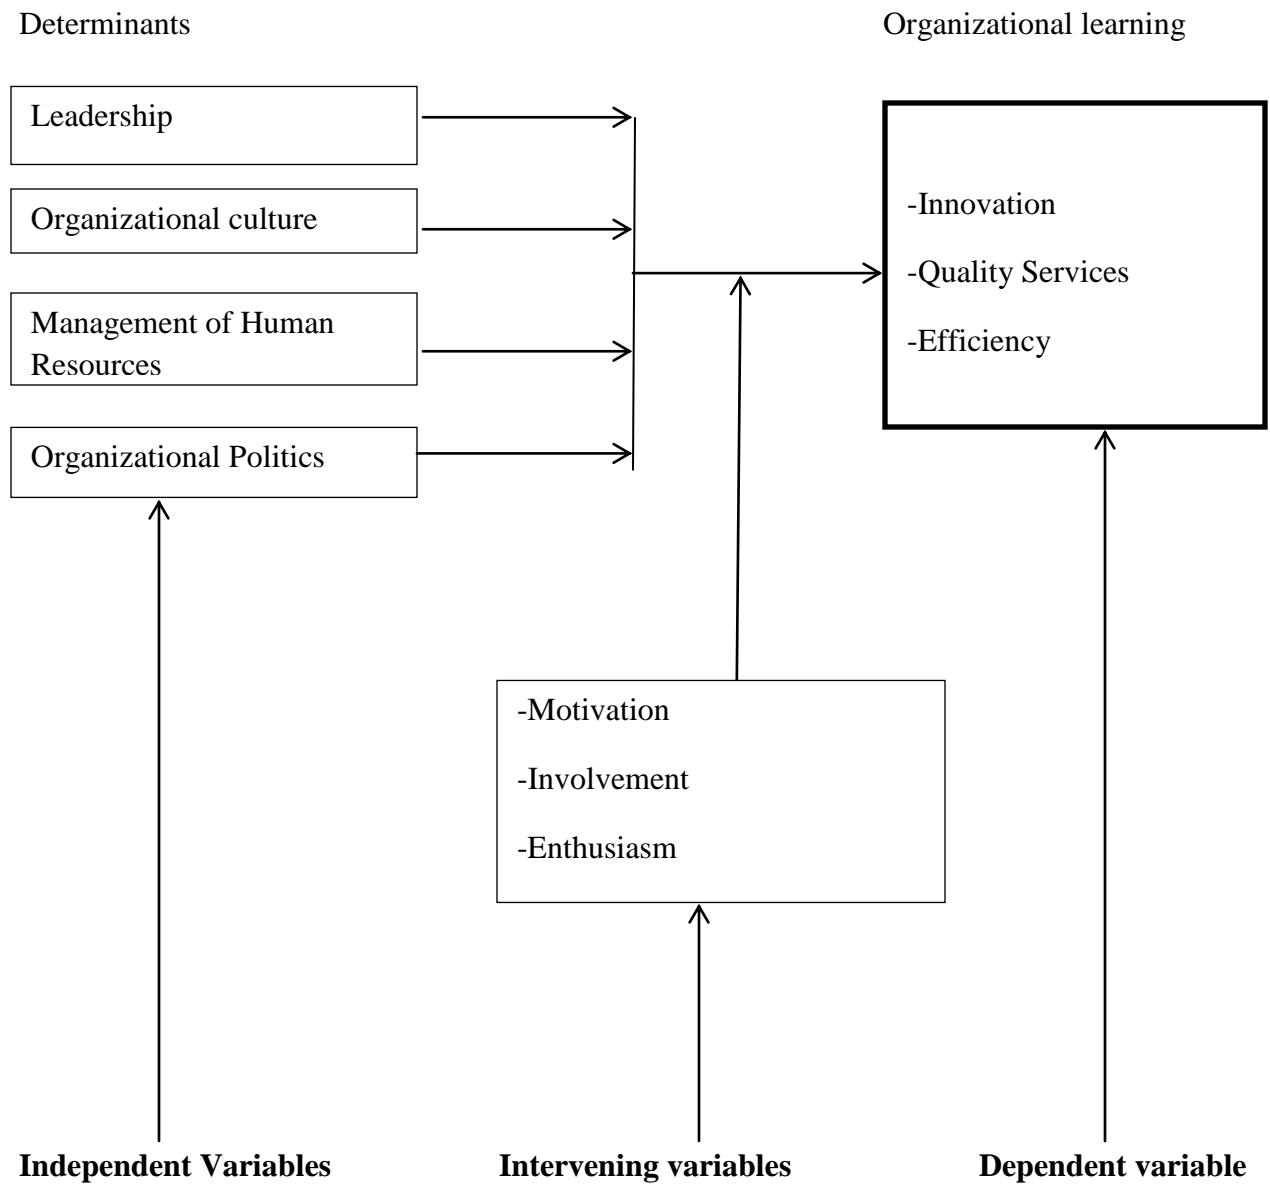 Determinants
Organizational learning
Leadership
Organizational culture
Management of Human
Resources
Organizational Politics
-Innovation
-Quality Services
-Efficiency
-Motivation
-Involvement
-Enthusiasm
Independent Variables
Intervening variables
Dependent variable